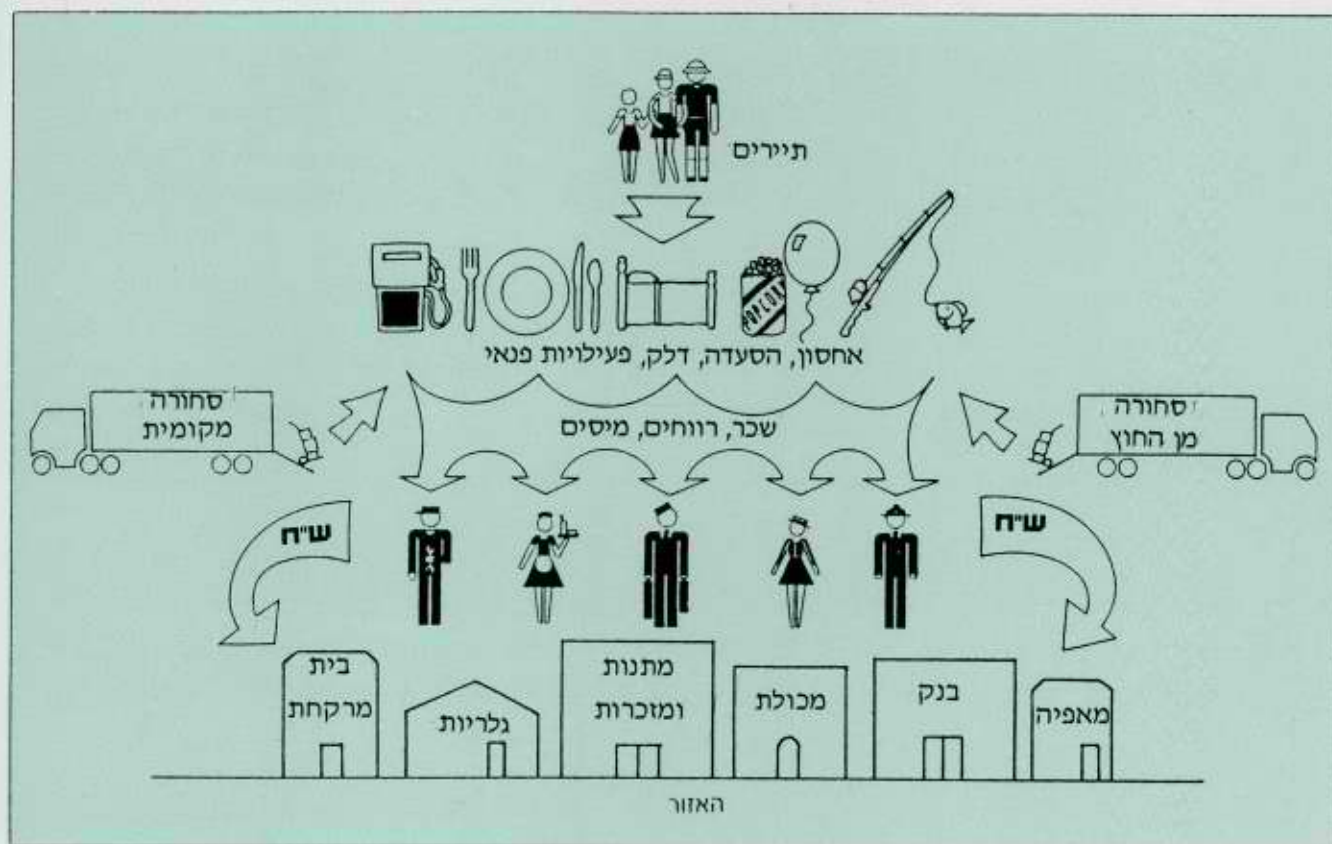 תיירים
POPCORN
אחסון, הסעדה, דלק, פעילויות פנאי
סחורה
מקומית
סחורה
מן החוץ
שכר, רווחים, מיסים
ש"ח
ש"ח
בית
מרקחת
גלריות
מתנות
ומזכרות
מכולת
בנק
מאפיה
האזור